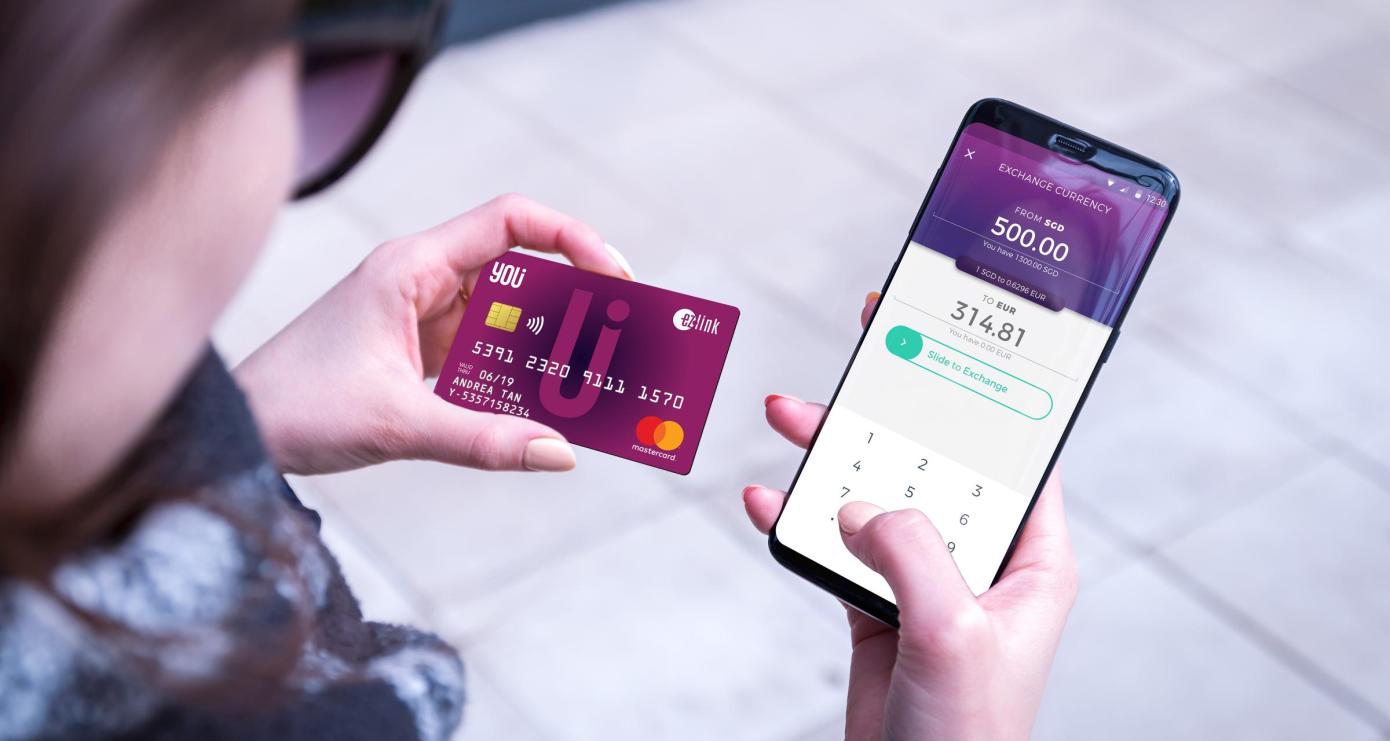 YOU
ez-link
5391 2320 9111 1570
VALID
THRU
06/19
ANDREA TAN
Y-5357158234
mastercard
12:30
EXCHANGE CURRENCY
FROM SGD
500.00
You have 1300.00 SGD
1 SGD to 0.6296 EUR
TO EUR
314.81
You have 0.00 EUR
Slide to Exchange
1
2
3
4
5
6
7
9
.